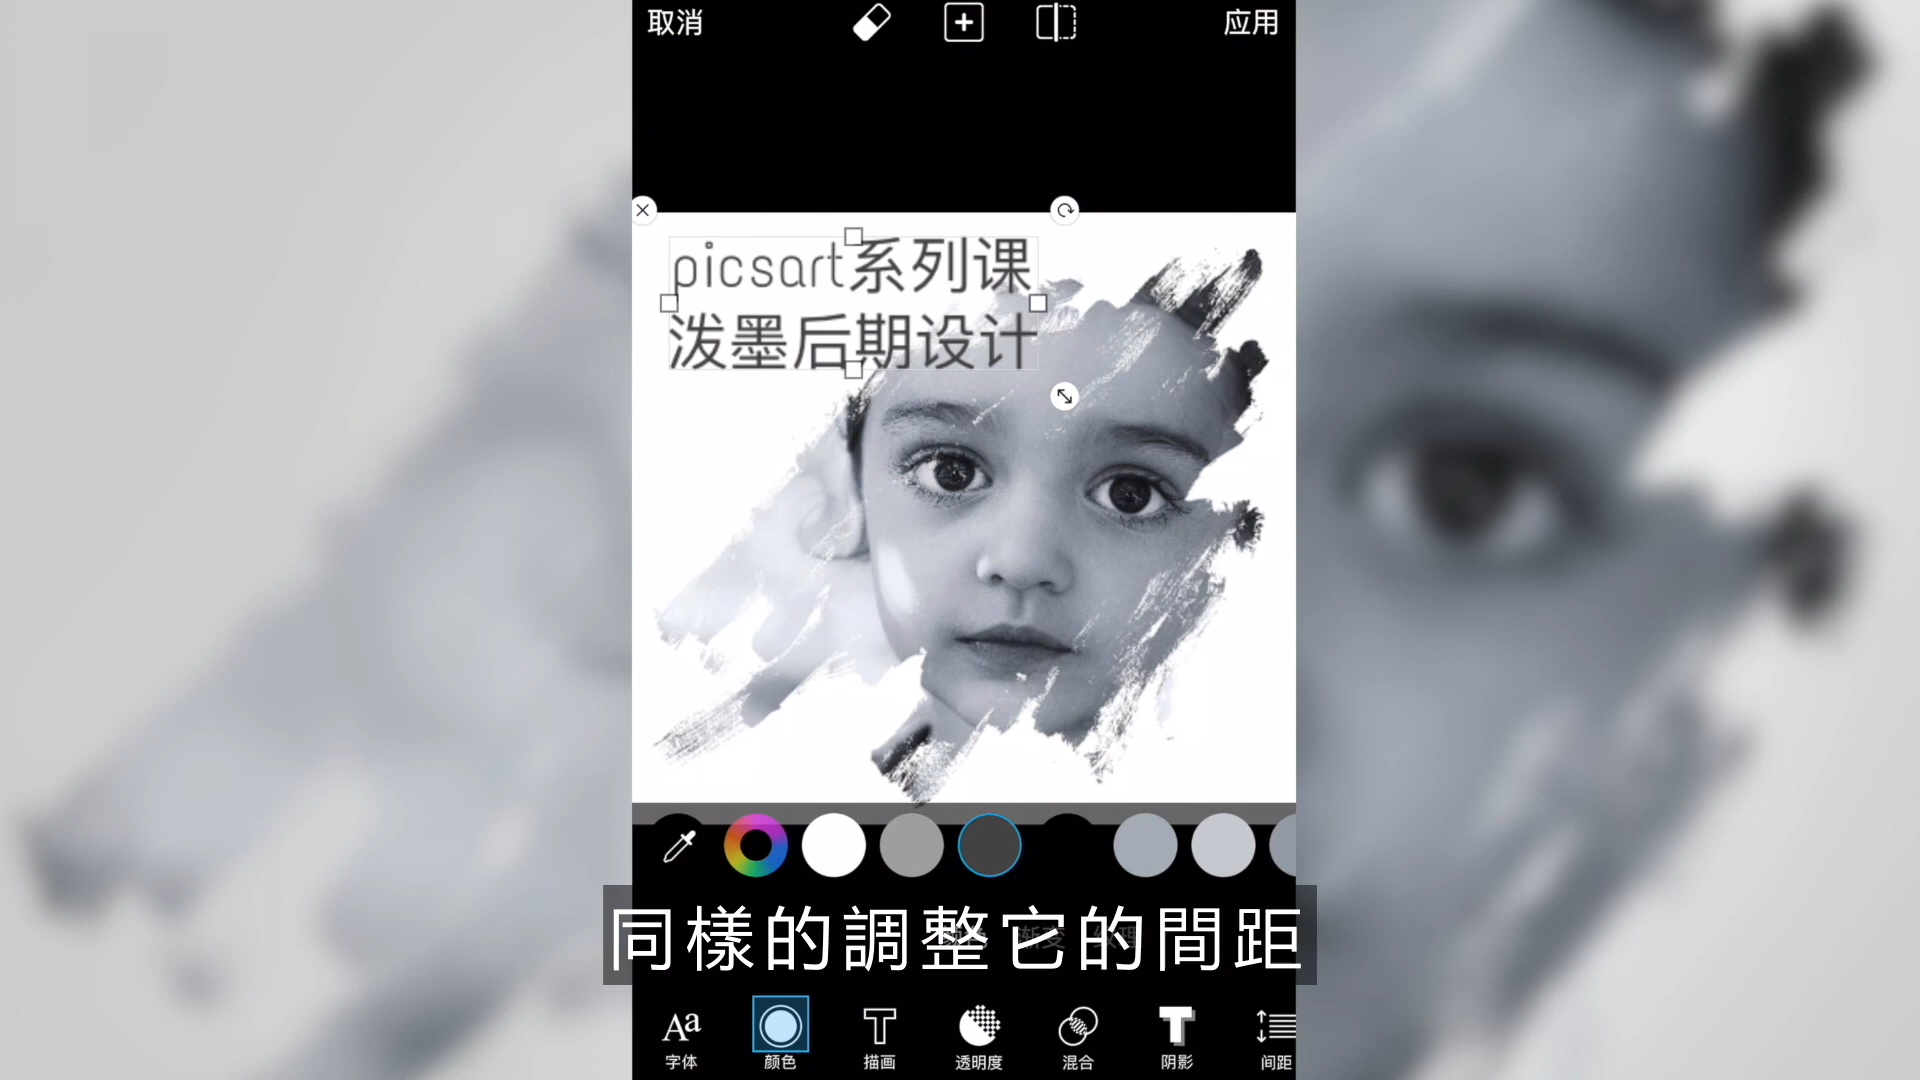 取消
应用
picsart系列课
泼墨后期设计
同樣的調整它的間距
Aa
字体
颜色
描画
透明度
混合
阴影
间距